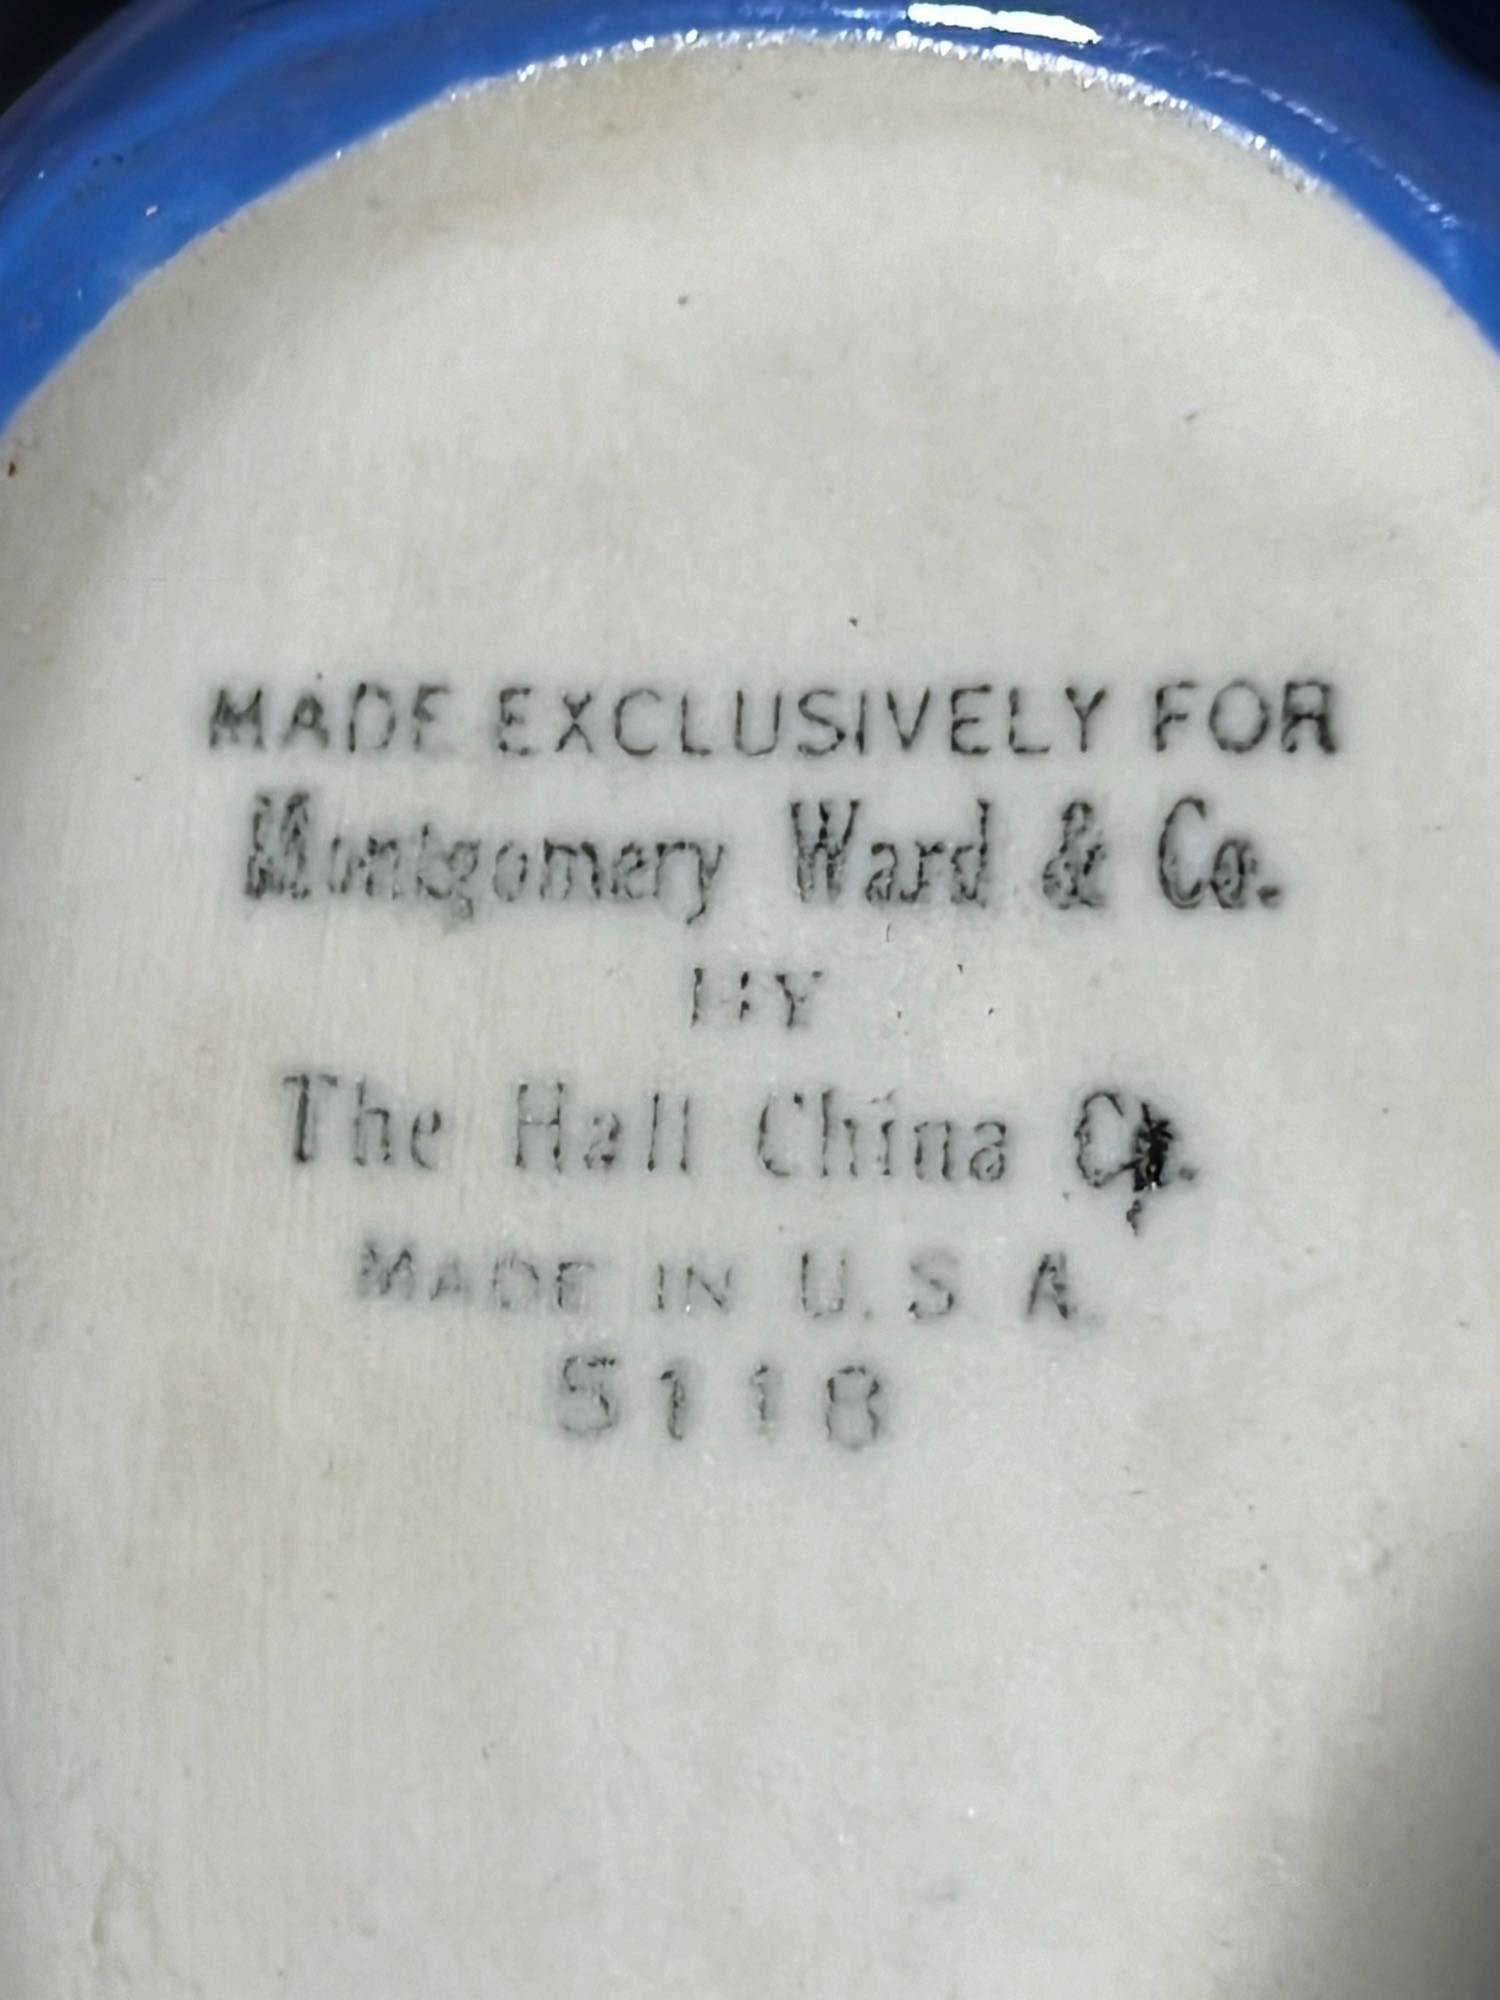 MADE EXCLUSIVELY FOR
Montgomery Ward & Co.
BY
The Hall China Co.
MADE IN U.S.A.
5118